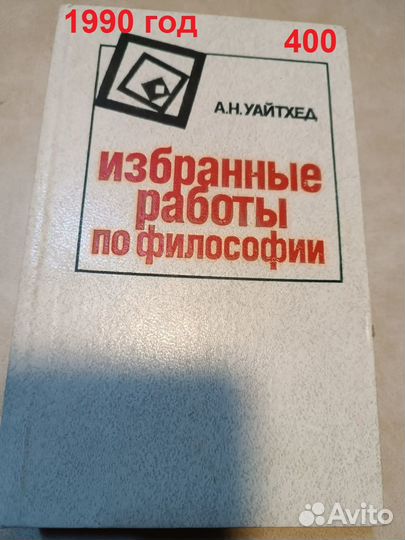 1990 год 400
А.Н. УАЙТХЕД
избранные
работы
по философии
Avito